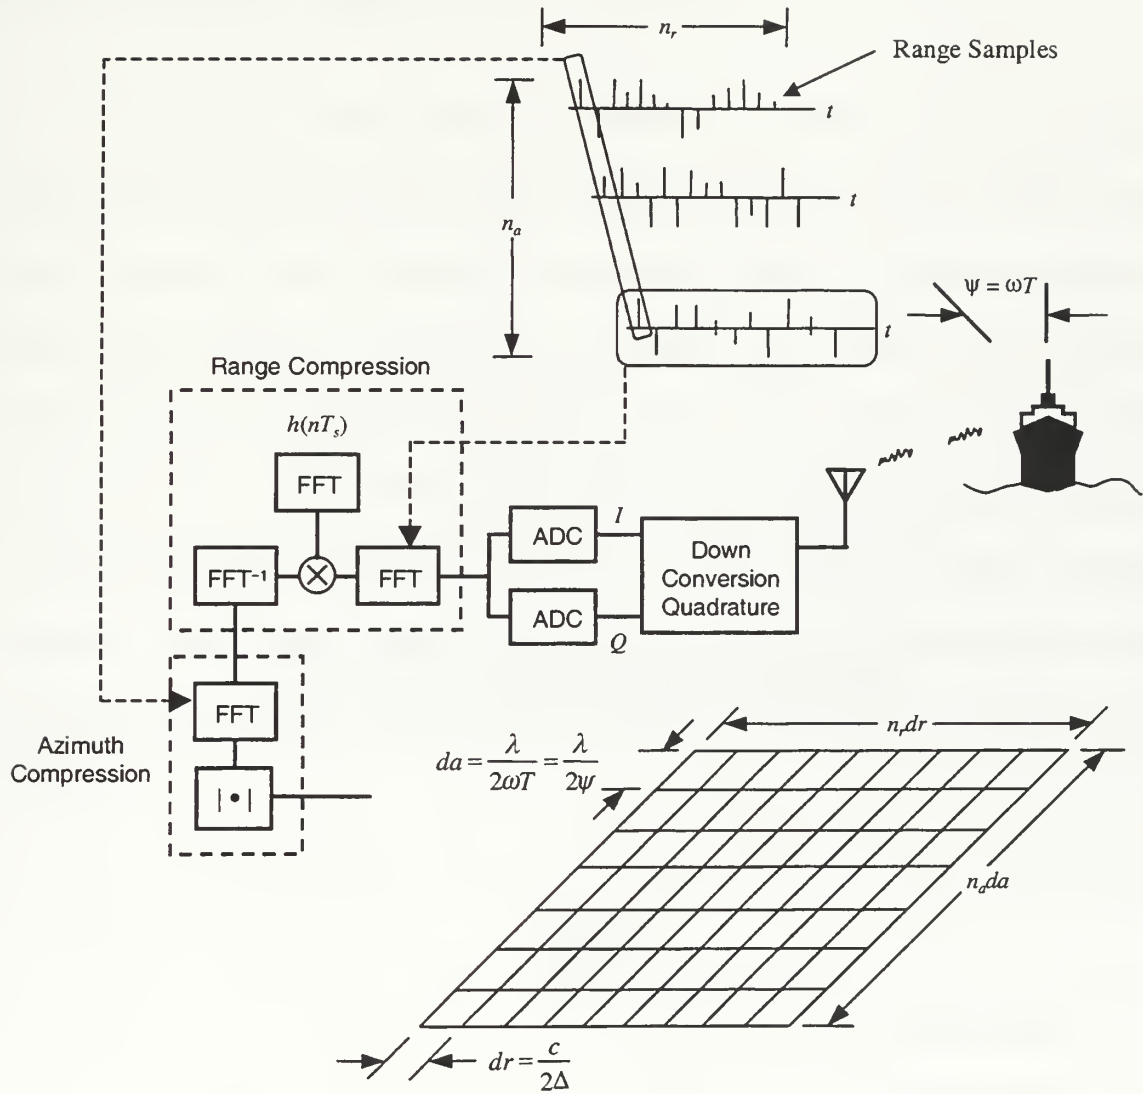 n_r
Range Samples
t
n_a
t
ψ = ωT
t
Range Compression
h(nT_s)
FFT
ADC
I
Down
Conversion
Quadrature
FFT⁻¹
FFT
ADC
Q
FFT
Azimuth
Compression
| • |
n_r dr
da = λ/2ωT = λ/2ψ
n_a da
dr = c/2Δ